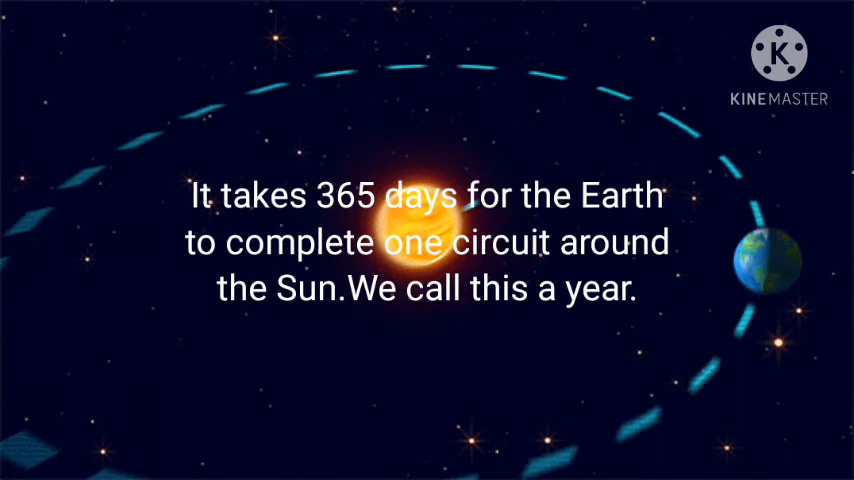 K
KINEMASTER
It takes 365 days for the Earth
to complete one circuit around
the Sun.We call this a year.